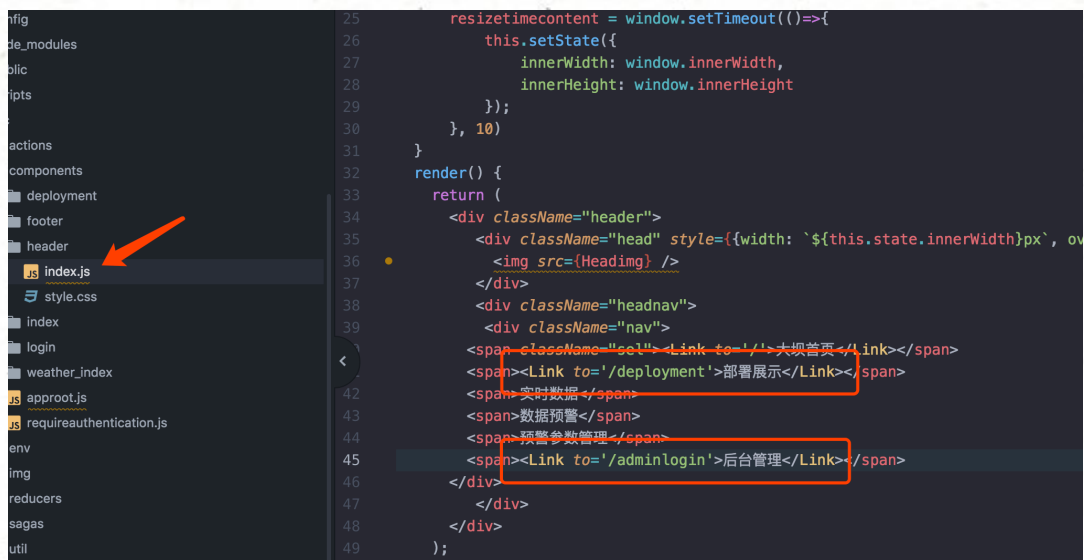 nfig
de_modules
blic
ripts
actions
components
deployment
footer
header
JS index.js
style.css
index
login
weather_index
JS approot.js
JS requireauthentication.js
env
img
reducers
sagas
util
25 resizetimecontent = window.setTimeout(()=>{
26 this.setState({
27 innerWidth: window.innerWidth,
28 innerHeight: window.innerHeight
29 });
30 }, 10)
31 }
32 render() {
33 return (
34 <div className="header">
35 <div className="head" style={{width: `${this.state.innerWidth}px`, ov
36 <img src={Headimg} />
37 </div>
38 <div className="headnav">
39 <div className="nav">
<span className="sel"><Link to='/'>大坝首页</Link></span>
<span><Link to='/deployment'>部署展示</Link></span>
42 <span>实时数据</span>
43 <span>数据预警</span>
44 <span>预警参数管理</span>
45 <span><Link to='/adminlogin'>后台管理</Link></span>
46 </div>
47 </div>
48 </div>
49 );